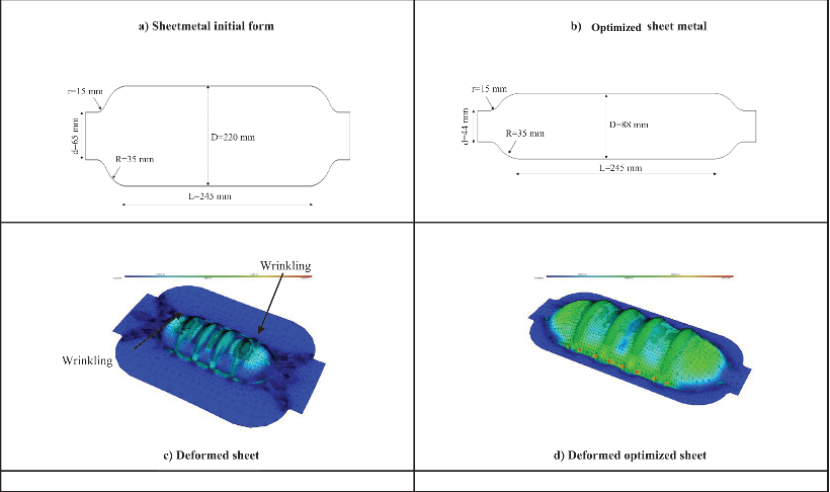 a) Sheetmetal initial form
b) Optimized sheet metal
r=15 mm
d=65 mm
D=220 mm
R=35 mm
L=245 mm
r=15 mm
d=44 mm
D=88 mm
R=35 mm
L=245 mm
Wrinkling
Wrinkling
c) Deformed sheet
d) Deformed optimized sheet